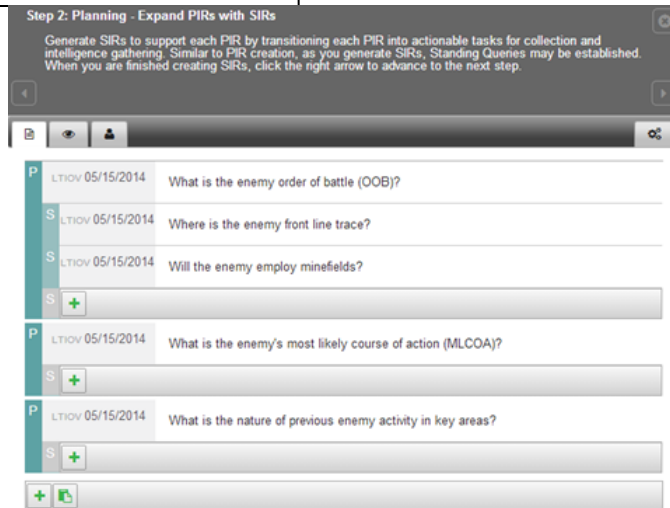 Step 2: Planning - Expand PIRs with SIRs
Generate SIRs to support each PIR by transitioning each PIR into actionable tasks for collection and
intelligence gathering. Similar to PIR creation, as you generate SIRs, Standing Queries may be established.
When you are finished creating SIRs, click the right arrow to advance to the next step.
P LTIOV 05/15/2014 What is the enemy order of battle (OOB)?
S LTIOV 05/15/2014 Where is the enemy front line trace?
S LTIOV 05/15/2014 Will the enemy employ minefields?
S
P LTIOV 05/15/2014 What is the enemy's most likely course of action (MLCOA)?
S
P LTIOV 05/15/2014 What is the nature of previous enemy activity in key areas?
S